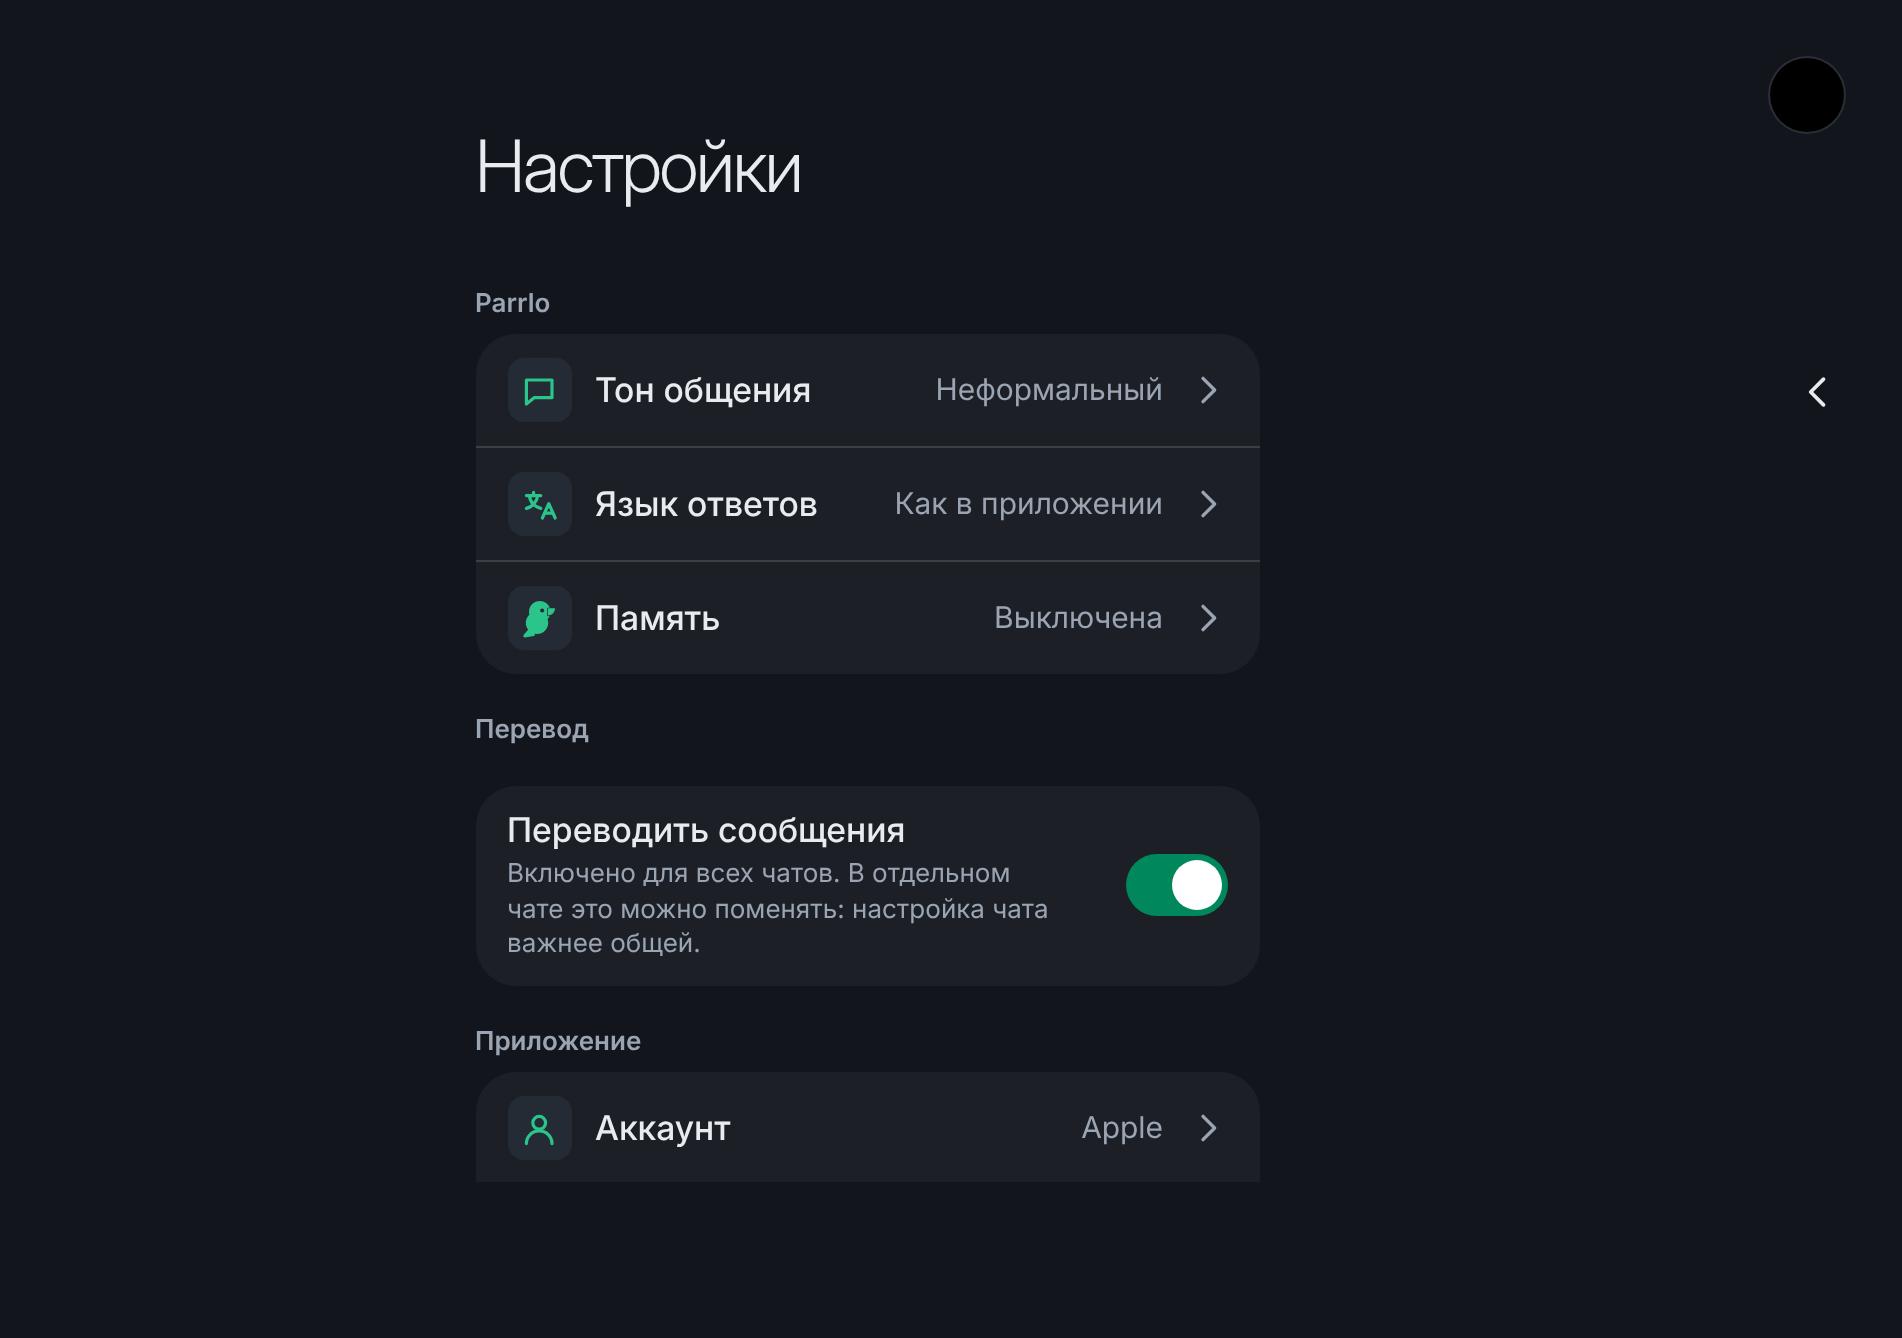 Настройки
Parrlo
Тон общения Неформальный
Язык ответов Как в приложении
Память Выключена
Перевод
Переводить сообщения
Включено для всех чатов. В отдельном
чате это можно поменять: настройка чата
важнее общей.
Приложение
Аккаунт Apple